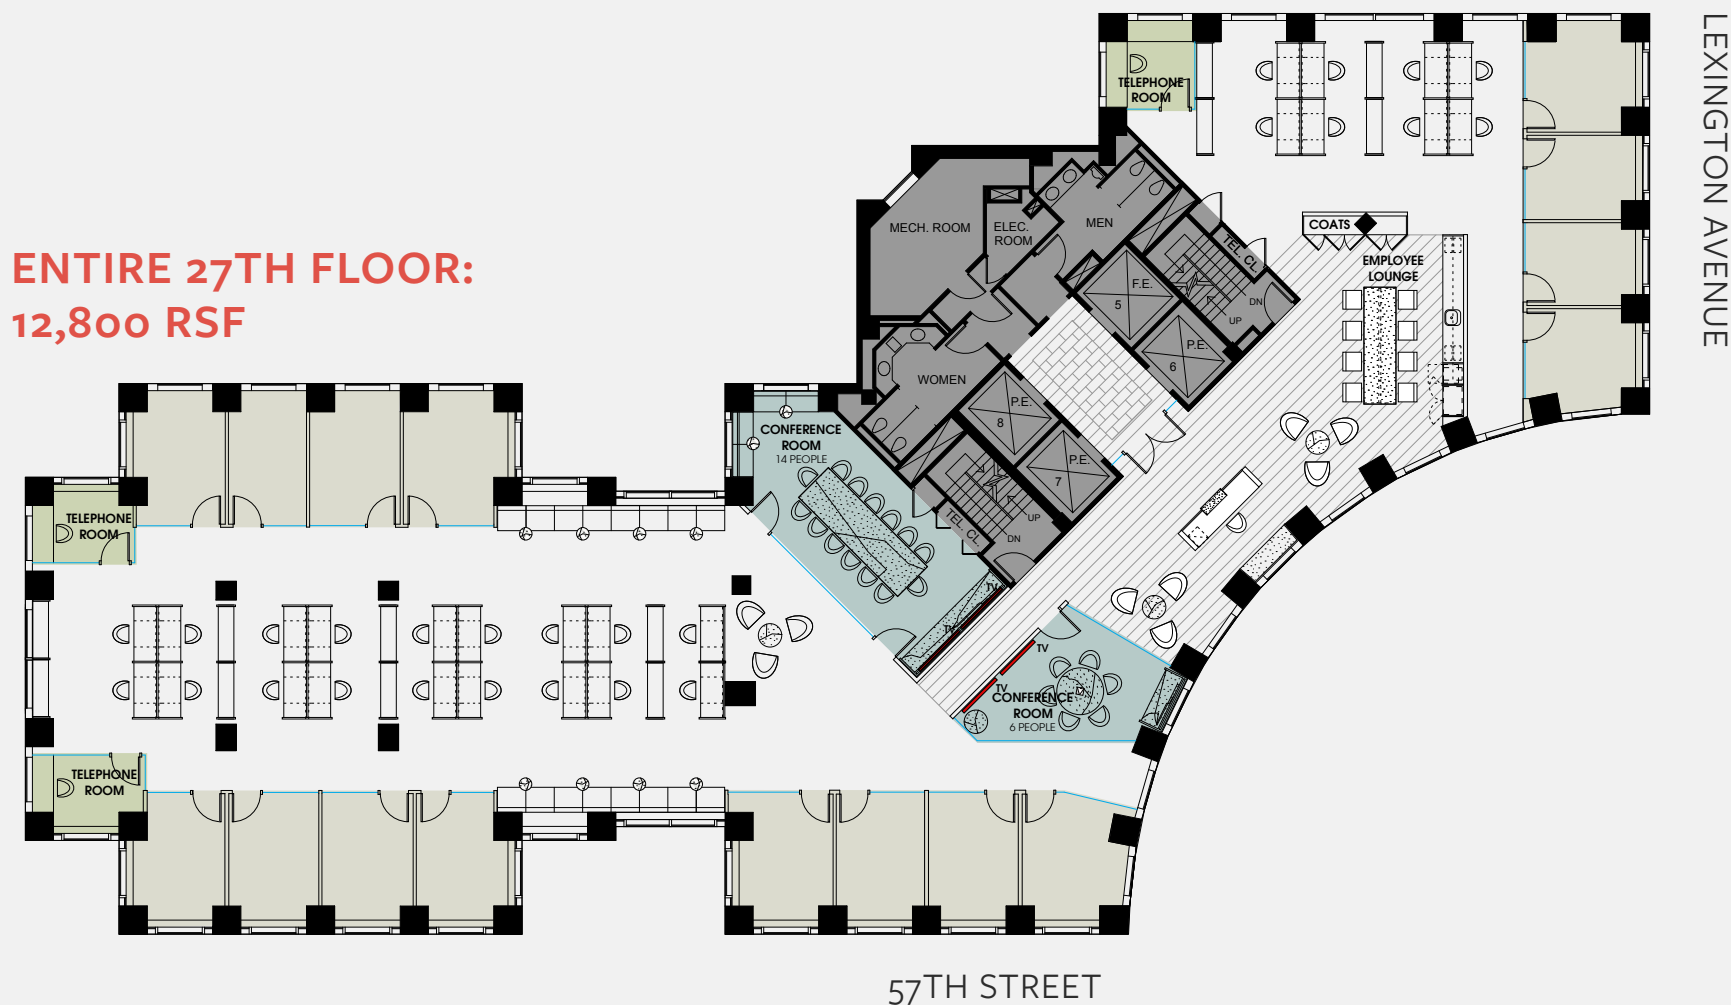 LEXINGTON AVENUE
TELEPHONE
ROOM
MECH. ROOM
ELEC.
ROOM
MEN
TEL. CL.
COATS
EMPLOYEE
LOUNGE
ENTIRE 27TH FLOOR:
12,800 RSF
F.E.
5
DN
UP
P.E.
6
WOMEN
P.E.
8
P.E.
7
CONFERENCE
ROOM
14 PEOPLE
TELEPHONE
ROOM
TEL. CL.
UP
DN
TV
TV
TV
TV
CONFERENCE
ROOM
6 PEOPLE
TELEPHONE
ROOM
57TH STREET